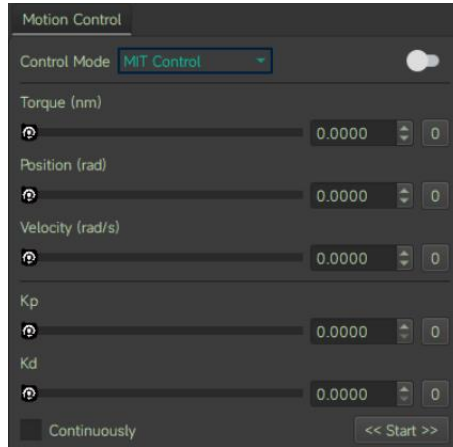 Motion Control
Control Mode MIT Control
Torque (nm)
0.0000 0
Position (rad)
0.0000 0
Velocity (rad/s)
0.0000 0
Kp
0.0000 0
Kd
0.0000 0
Continuously << Start >>